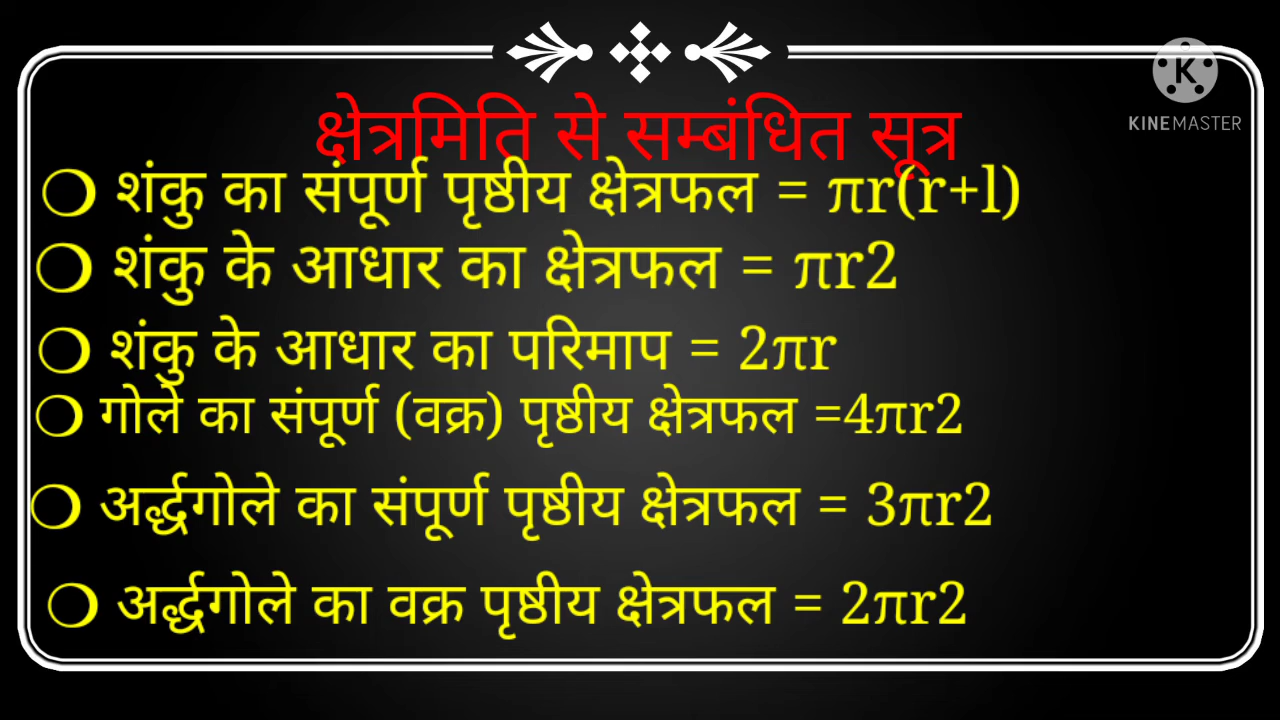 KINEMASTER
क्षेत्रमिति से सम्बंधित सूत्र
❍ शंकु का संपूर्ण पृष्ठीय क्षेत्रफल = πr(r+l)
❍ शंकु के आधार का क्षेत्रफल = πr2
❍ शंकु के आधार का परिमाप = 2πr
❍ गोले का संपूर्ण (वक्र) पृष्ठीय क्षेत्रफल =4πr2
❍ अर्द्धगोले का संपूर्ण पृष्ठीय क्षेत्रफल = 3πr2
❍ अर्द्धगोले का वक्र पृष्ठीय क्षेत्रफल = 2πr2